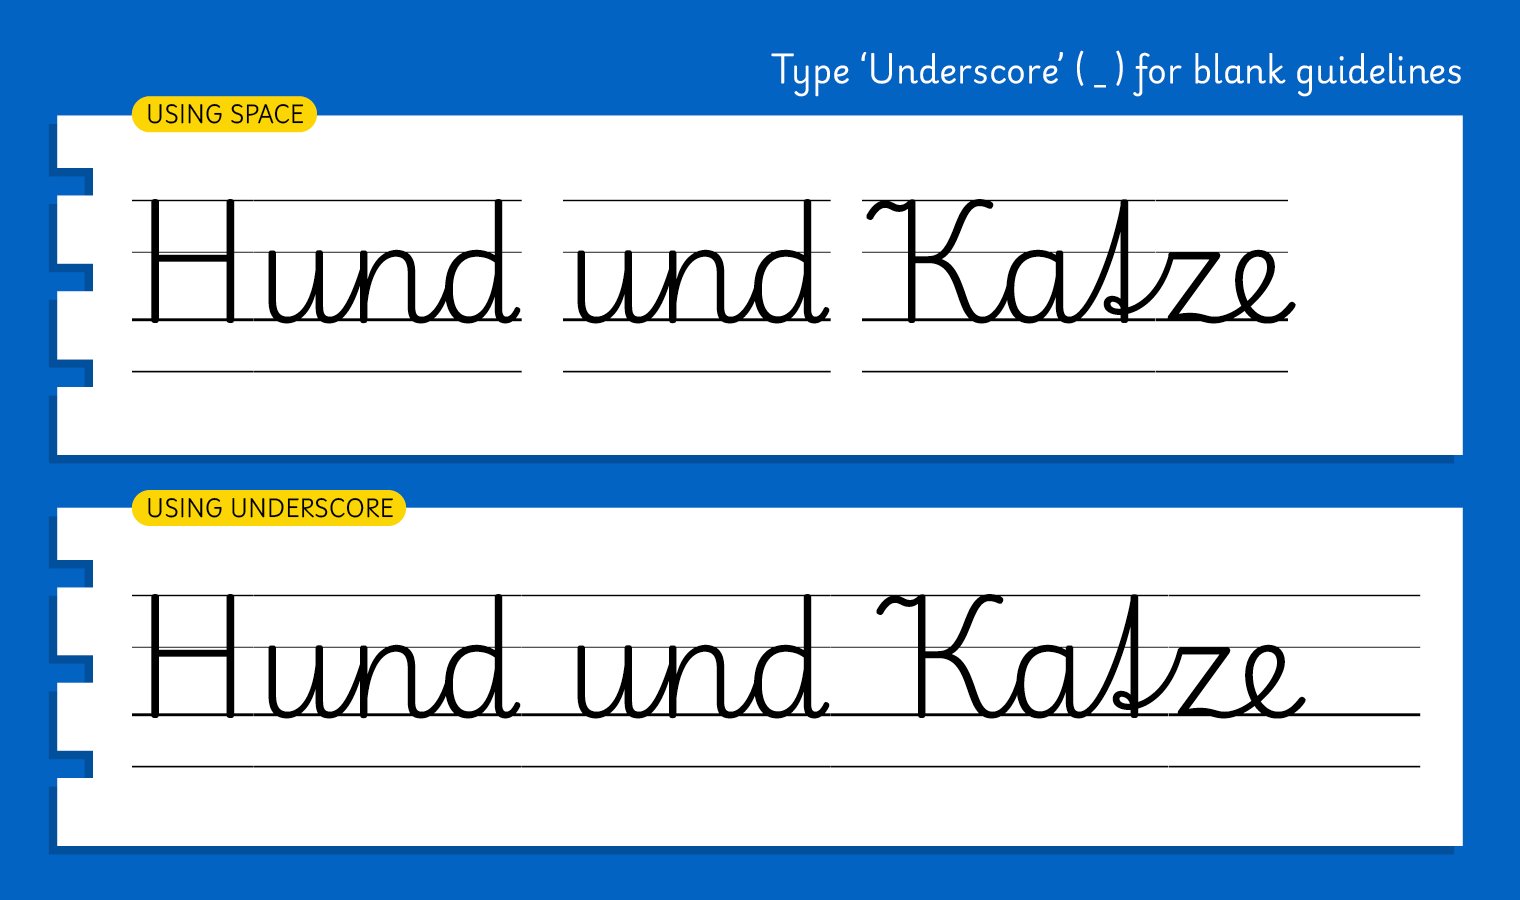 Type ‘Underscore’ ( _ ) for blank guidelines
USING SPACE
Hund und Katze
USING UNDERSCORE
Hund und Katze